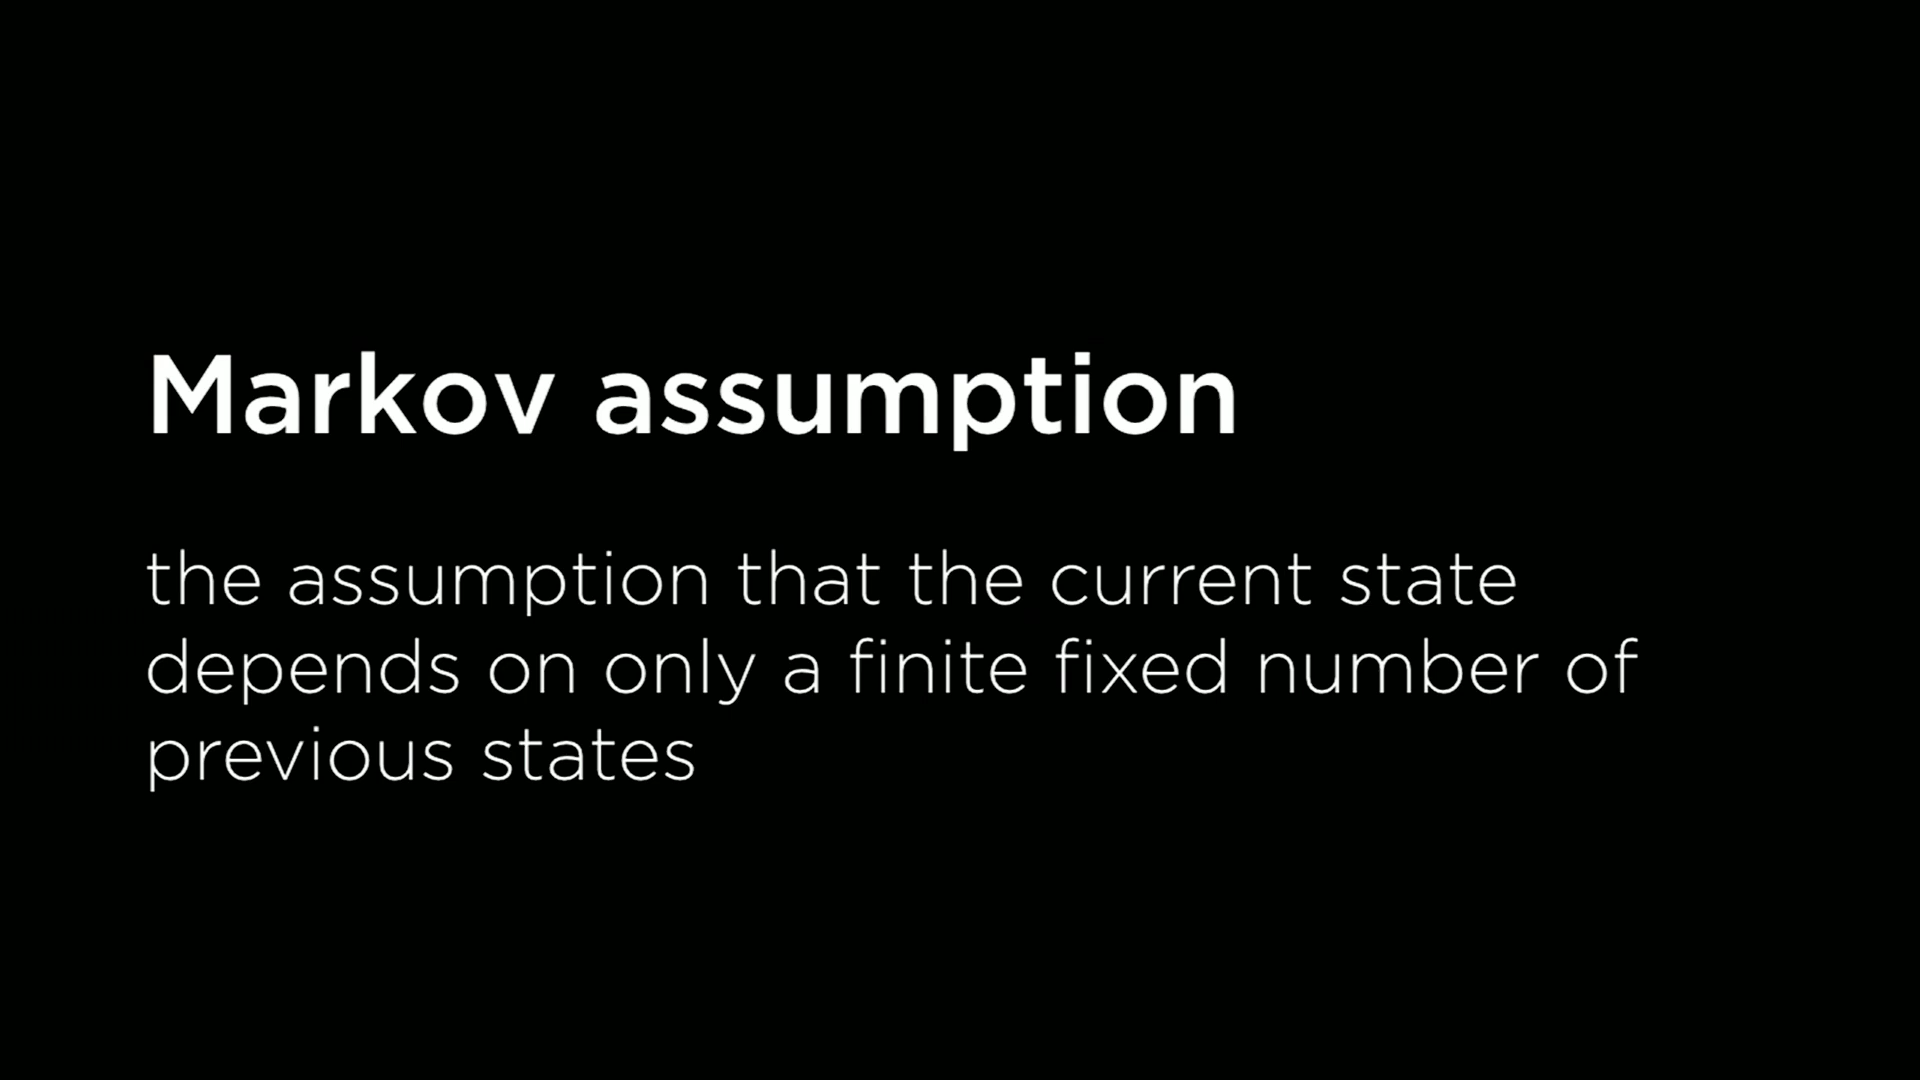 Markov assumption
the assumption that the current state
depends on only a finite fixed number of
previous states